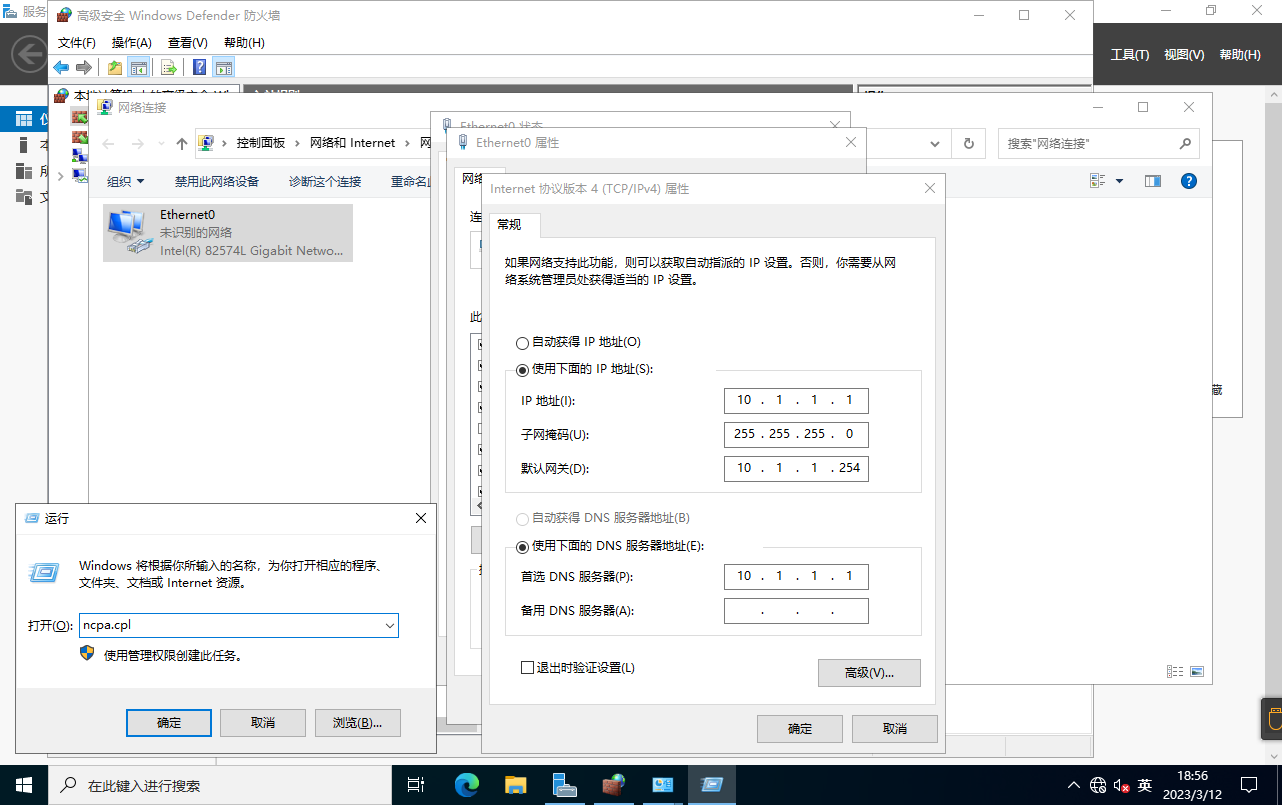 服务
高级安全 Windows Defender 防火墙
文件(F) 操作(A) 查看(V) 帮助(H)
工具(T) 视图(V) 帮助(H)
网络连接
控制面板 › 网络和 Internet › 网
搜索"网络连接"
组织 禁用此网络设备 诊断这个连接 重命名此
Ethernet0
未识别的网络
Intel(R) 82574L Gigabit Netwo...
Ethernet0 状态
Ethernet0 属性
网络
连
此
Internet 协议版本 4 (TCP/IPv4) 属性
常规
如果网络支持此功能，则可以获取自动指派的 IP 设置。否则，你需要从网
络系统管理员处获得适当的 IP 设置。
自动获得 IP 地址(O)
使用下面的 IP 地址(S):
IP 地址(I): 10 . 1 . 1 . 1
子网掩码(U): 255 . 255 . 255 . 0
默认网关(D): 10 . 1 . 1 . 254
自动获得 DNS 服务器地址(B)
使用下面的 DNS 服务器地址(E):
首选 DNS 服务器(P): 10 . 1 . 1 . 1
备用 DNS 服务器(A): . . .
退出时验证设置(L)
高级(V)...
确定 取消
藏
运行
Windows 将根据你所输入的名称，为你打开相应的程序、
文件夹、文档或 Internet 资源。
打开(O): ncpa.cpl
使用管理权限创建此任务。
确定 取消 浏览(B)...
在此键入进行搜索
英
18:56
2023/3/12